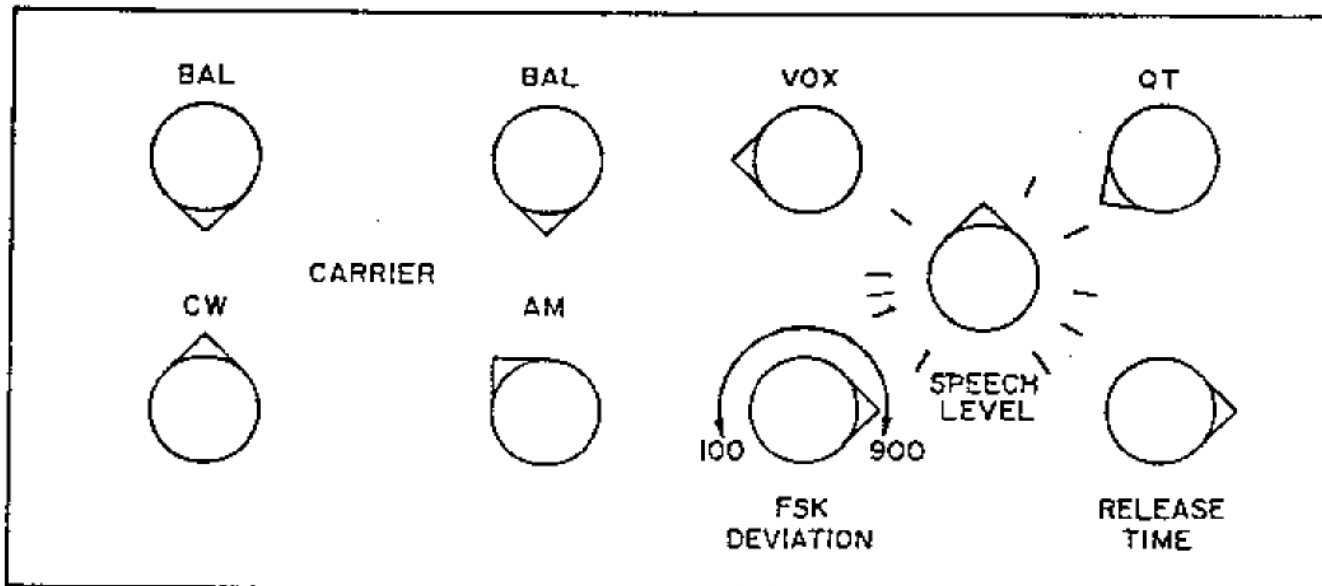 BAL
BAL
VOX
QT
CARRIER
CW
AM
SPEECH
LEVEL
100
900
FSK
DEVIATION
RELEASE
TIME